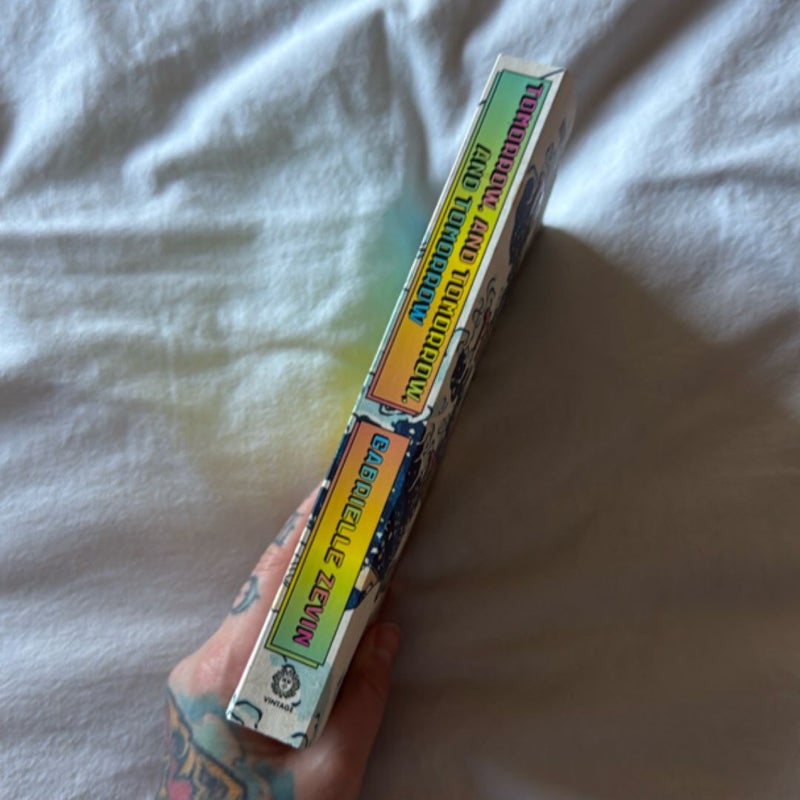 TOMORROW, AND TOMORROW,
AND TOMORROW
GABRIELLE ZEVIN
VINTAGE